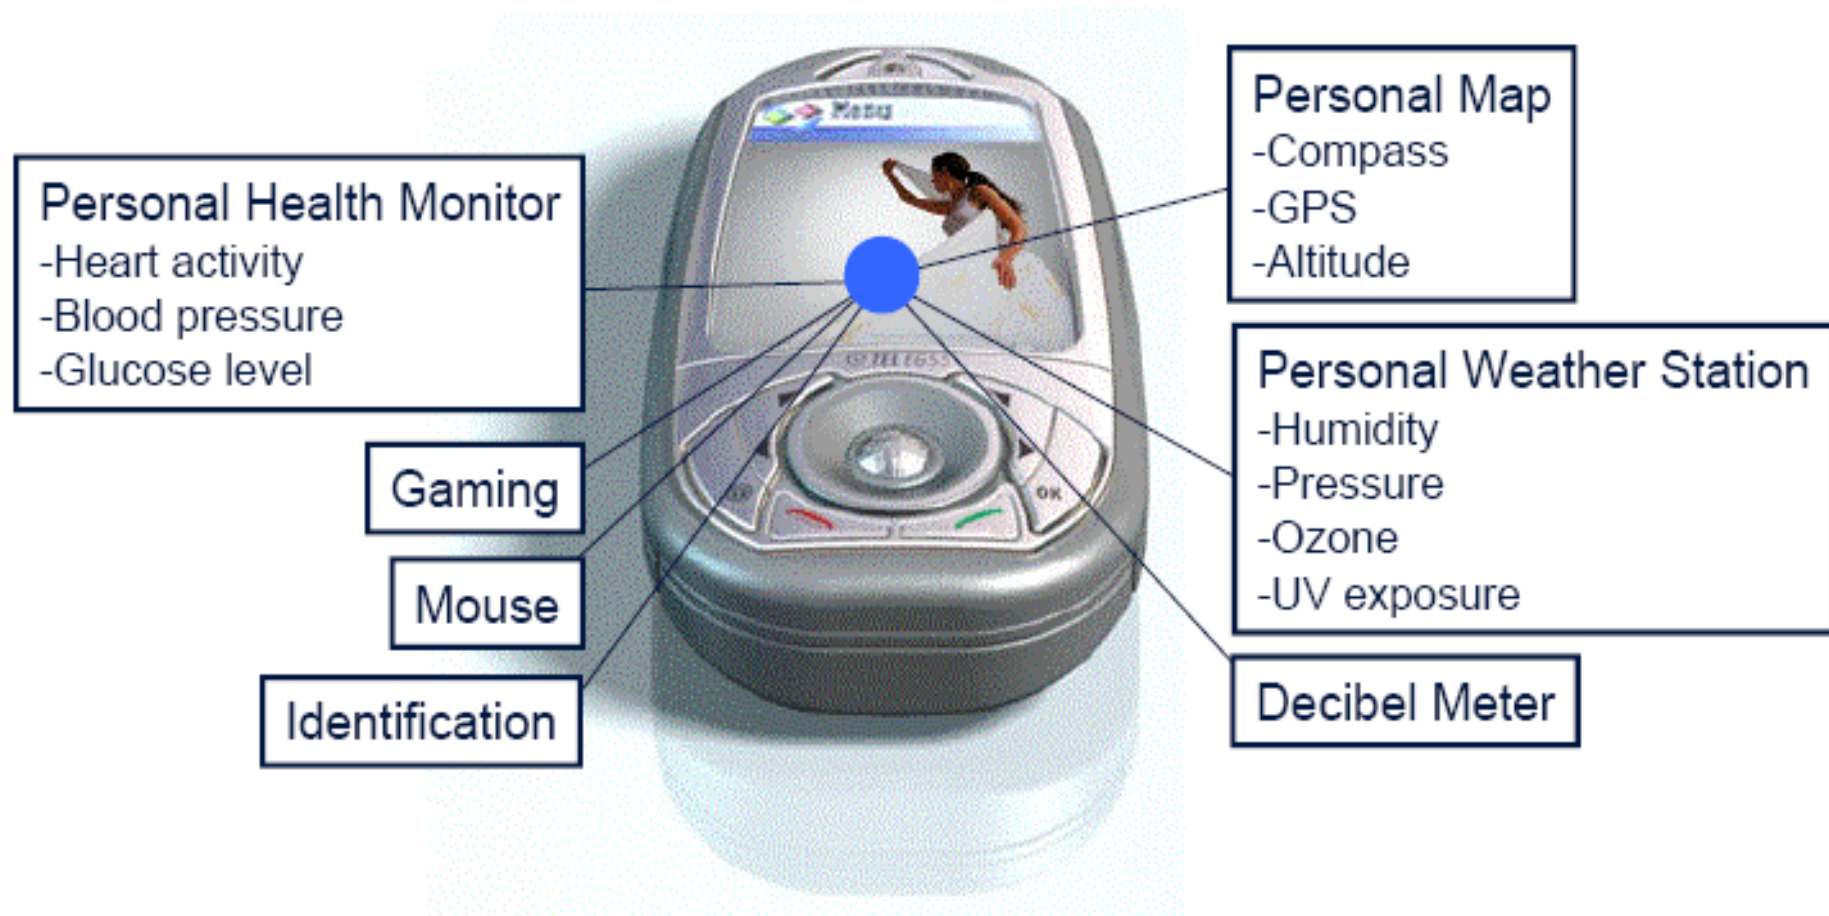 Personal Health Monitor
-Heart activity
-Blood pressure
-Glucose level
Gaming
Mouse
Identification
Menu
OK
Personal Map
-Compass
-GPS
-Altitude
Personal Weather Station
-Humidity
-Pressure
-Ozone
-UV exposure
Decibel Meter